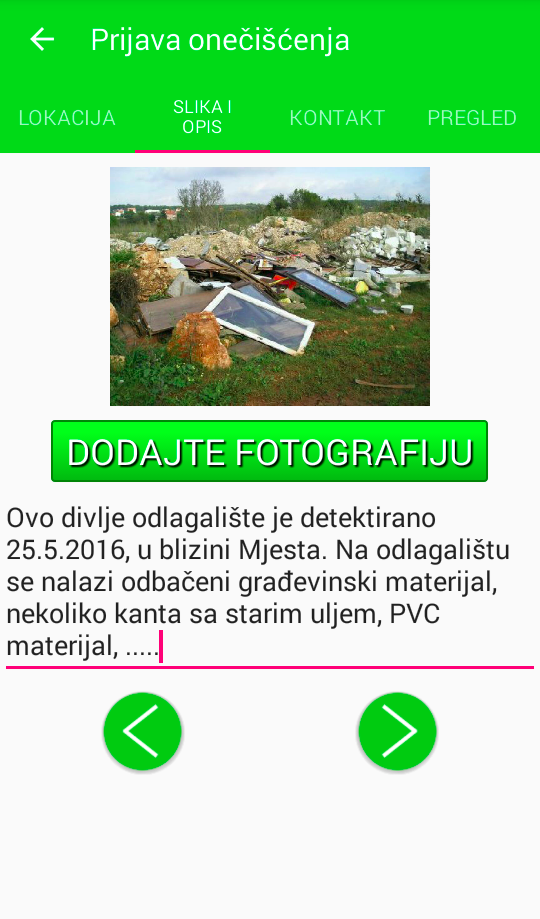 Prijava onečišćenja
LOKACIJA
SLIKA I
OPIS
KONTAKT
PREGLED
DODAJTE FOTOGRAFIJU
Ovo divlje odlagalište je detektirano
25.5.2016, u blizini Mjesta. Na odlagalištu
se nalazi odbačeni građevinski materijal,
nekoliko kanta sa starim uljem, PVC
materijal, .....